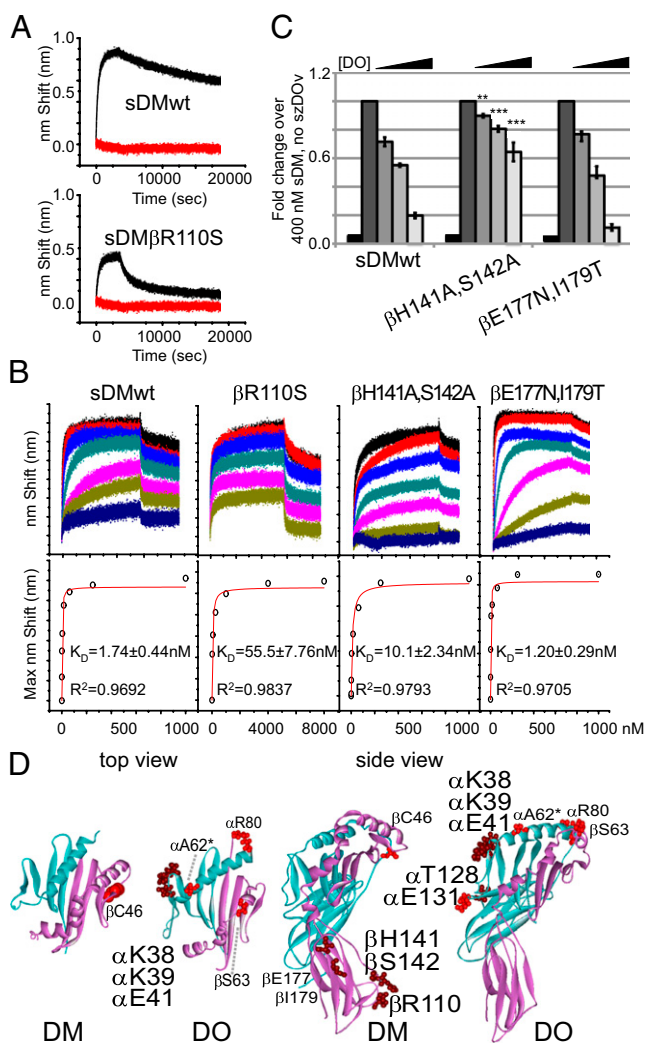 A
nm Shift (nm)
1.0
0.5
0.0
sDMwt
0 10000 20000
Time (sec)
nm Shift (nm)
1.0
0.5
0.0
sDMβR110S
0 10000 20000
Time (sec)
C
[DO]
Fold change over
400 nM sDM, no szDOv
1.2
0.6
0.0
**
***
***
sDMwt
βH141A,S142A
βE177N,I179T
B
sDMwt
βR110S
βH141A,S142A
βE177N,I179T
nm Shift (nm)
Max nm Shift (nm)
KD=1.74±0.44nM
R²=0.9692
KD=55.5±7.76nM
R²=0.9837
KD=10.1±2.34nM
R²=0.9793
KD=1.20±0.29nM
R²=0.9705
0 500 1000
0 4000 8000
0 500 1000
0 500 1000 nM
top view
side view
D
βC46
DM
αA62*
αR80
αK38
αK39
αE41
βS63
DO
βC46
βH141
βS142
βE177
βI179
βR110
DM
αK38
αK39
αE41
αA62*
αR80
βS63
αT128
αE131
DO